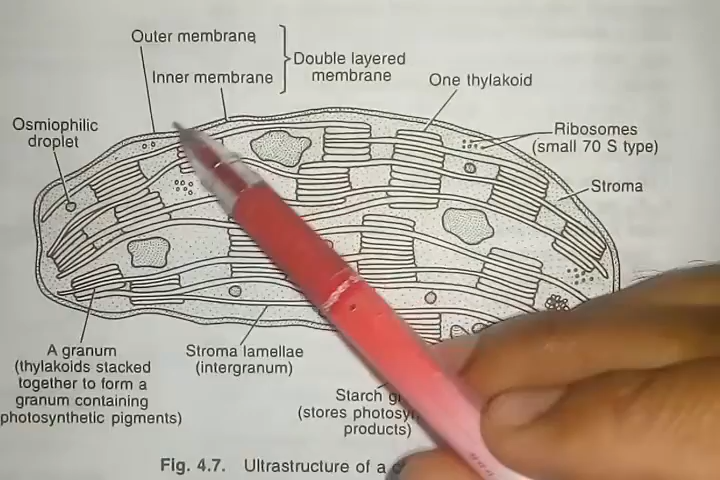 Outer membrane
Inner membrane
Double layered
membrane
One thylakoid
Osmiophilic
droplet
Ribosomes
(small 70 S type)
Stroma
A granum
(thylakoids stacked
together to form a
granum containing
photosynthetic pigments)
Stroma lamellae
(intergranum)
Starch
(stores
products)
Fig. 4.7. Ultrastructure of a